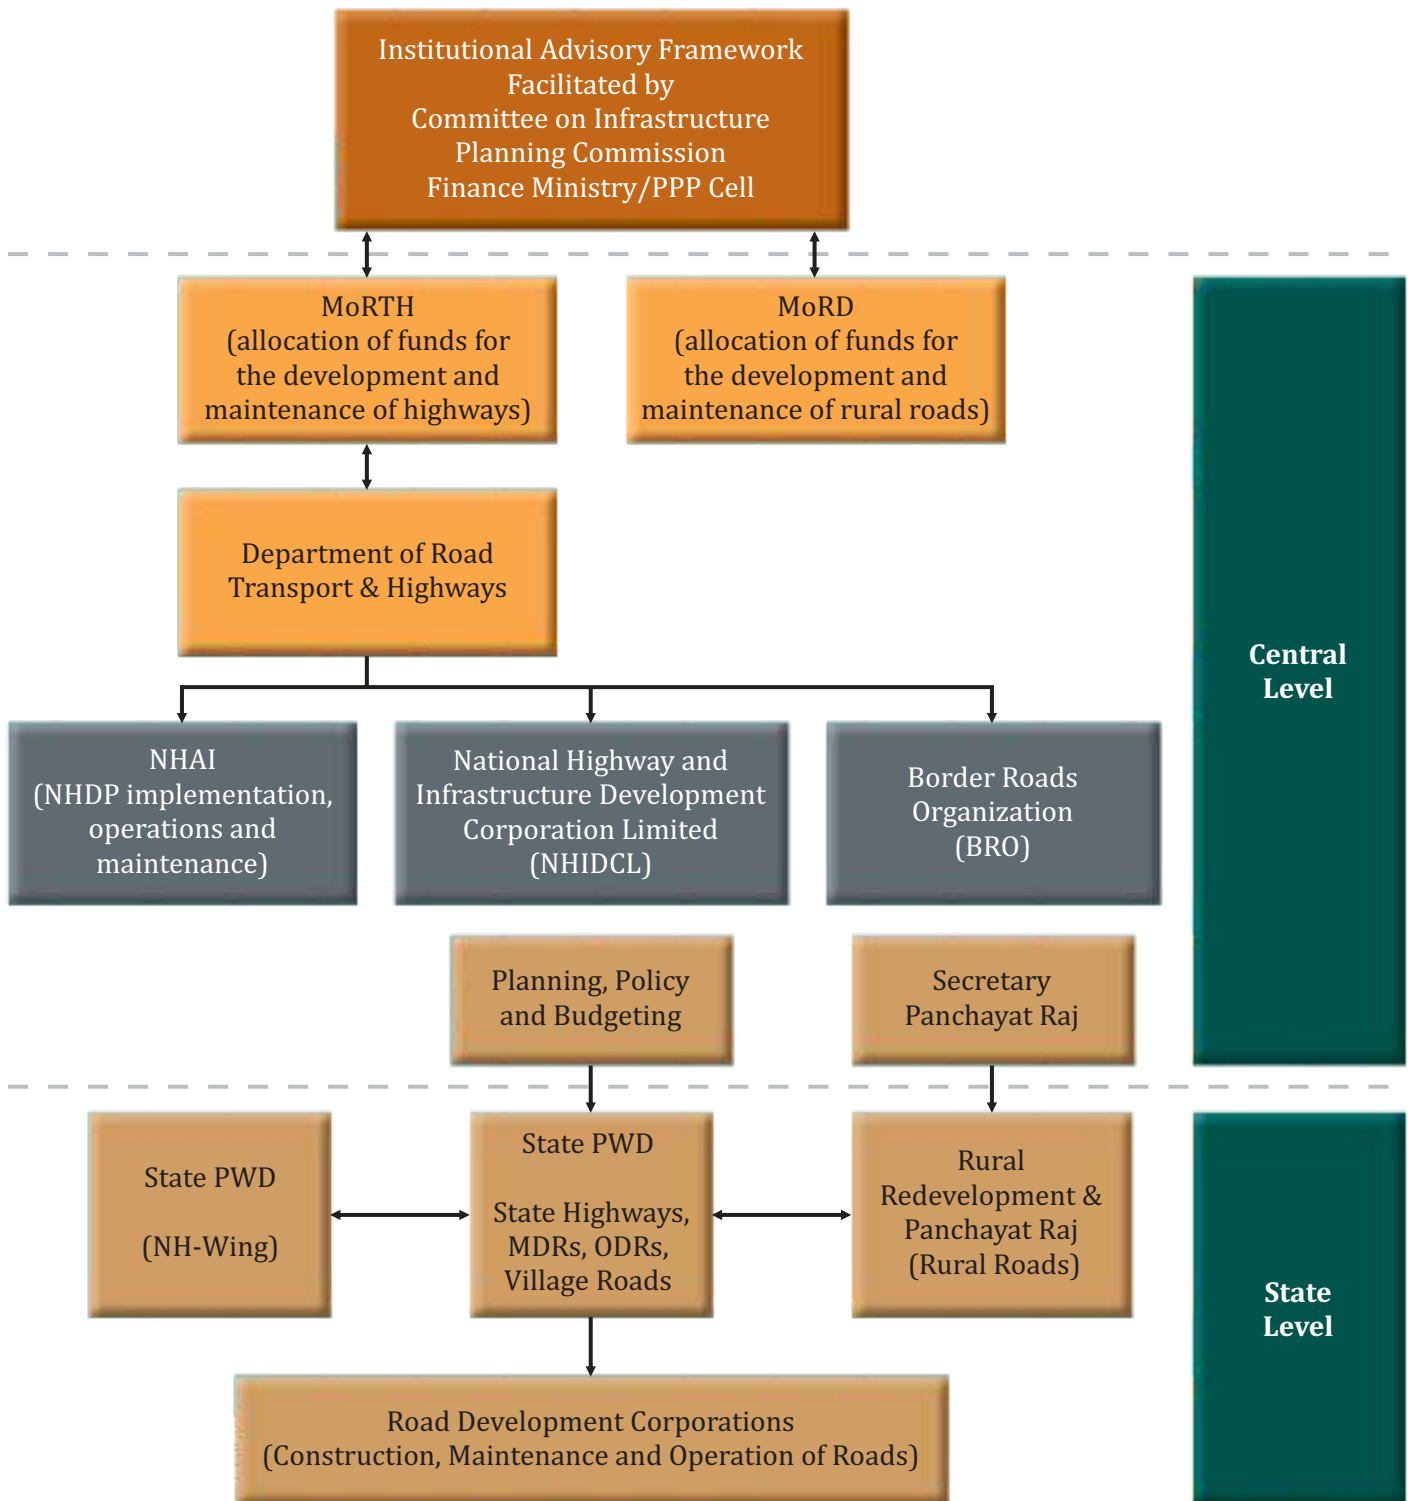 Institutional Advisory Framework
Facilitated by
Committee on Infrastructure
Planning Commission
Finance Ministry/PPP Cell
MoRTH
(allocation of funds for
the development and
maintenance of highways)
MoRD
(allocation of funds for
the development and
maintenance of rural roads)
Department of Road
Transport & Highways
Central
Level
NHAI
(NHDP implementation,
operations and
maintenance)
National Highway and
Infrastructure Development
Corporation Limited
(NHIDCL)
Border Roads
Organization
(BRO)
Planning, Policy
and Budgeting
Secretary
Panchayat Raj
State PWD
(NH-Wing)
State PWD
State Highways,
MDRs, ODRs,
Village Roads
Rural
Redevelopment &
Panchayat Raj
(Rural Roads)
State
Level
Road Development Corporations
(Construction, Maintenance and Operation of Roads)